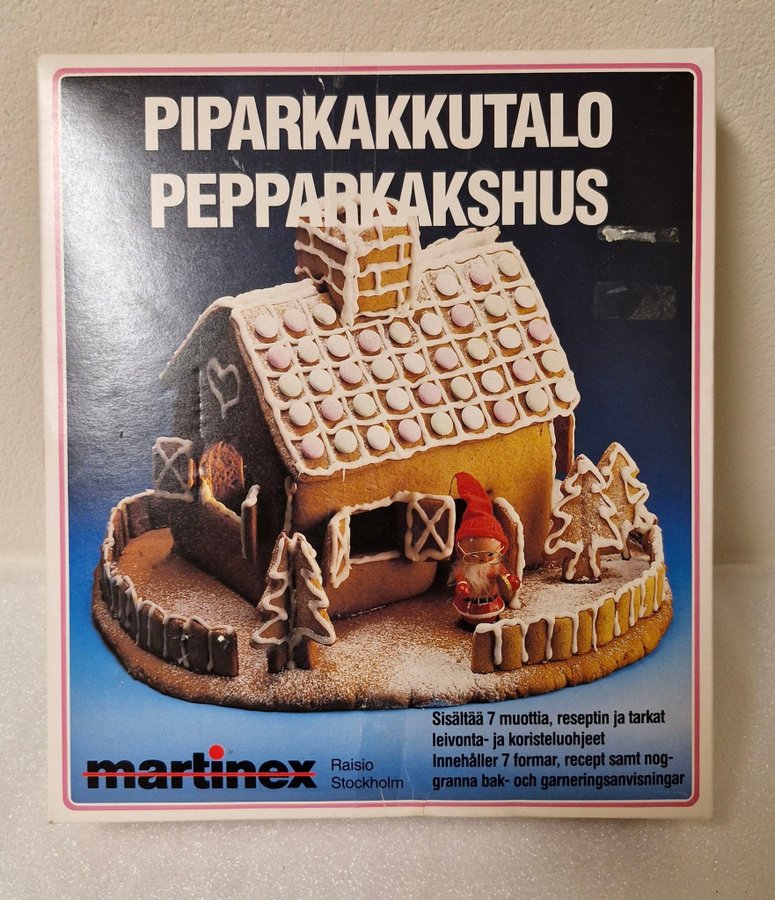 PIPARKAKKUTALO
PEPPARKAKSHUS
Sisältää 7 muottia, reseptin ja tarkat
leivonta- ja koristeluohjeet
Innehåller 7 formar, recept samt nog-
granna bak- och garneringsanvisningar
martinex
Raisio
Stockholm